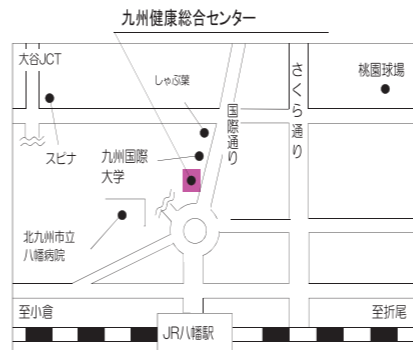 九州健康総合センター
大谷JCT
しゃぶ葉
桃園球場
さくら通り
国際通り
スピナ
九州国際
大学
北九州市立
八幡病院
至小倉
至折尾
JR八幡駅